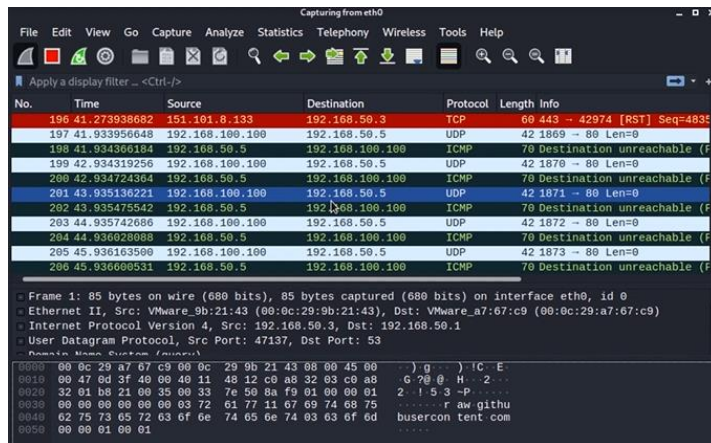 Capturing from eth0
File Edit View Go Capture Analyze Statistics Telephony Wireless Tools Help
Apply a display filter ... <Ctrl-/>
No. Time Source Destination Protocol Length Info
196 41.273938682 151.101.8.133 192.168.50.3 TCP 60 443 → 42974 [RST] Seq=4835
197 41.933956648 192.168.100.100 192.168.50.5 UDP 42 1869 → 80 Len=0
198 41.934366184 192.168.50.5 192.168.100.100 ICMP 70 Destination unreachable (P
199 42.934319256 192.168.100.100 192.168.50.5 UDP 42 1870 → 80 Len=0
200 42.934724364 192.168.50.5 192.168.100.100 ICMP 70 Destination unreachable (P
201 43.935136221 192.168.100.100 192.168.50.5 UDP 42 1871 → 80 Len=0
202 43.935475542 192.168.50.5 192.168.100.100 ICMP 70 Destination unreachable (P
203 44.935742686 192.168.100.100 192.168.50.5 UDP 42 1872 → 80 Len=0
204 44.936028088 192.168.50.5 192.168.100.100 ICMP 70 Destination unreachable (P
205 45.936163500 192.168.100.100 192.168.50.5 UDP 42 1873 → 80 Len=0
206 45.936600531 192.168.50.5 192.168.100.100 ICMP 70 Destination unreachable (P
Frame 1: 85 bytes on wire (680 bits), 85 bytes captured (680 bits) on interface eth0, id 0
Ethernet II, Src: VMware_9b:21:43 (00:0c:29:9b:21:43), Dst: VMware_a7:67:c9 (00:0c:29:a7:67:c9)
Internet Protocol Version 4, Src: 192.168.50.3, Dst: 192.168.50.1
User Datagram Protocol, Src Port: 47137, Dst Port: 53
Domain Name System (query)
0000 00 0c 29 a7 67 c9 00 0c 29 9b 21 43 08 00 45 00 ··)·g··· )·!C··E·
0010 00 47 0d 3f 40 00 40 11 48 12 c0 a8 32 03 c0 a8 ·G·?@·@· H···2···
0020 32 01 b8 21 00 35 00 33 7e 50 8a f9 01 00 00 01 2··!·5·3 ~P······
0030 00 00 00 00 00 00 03 72 61 77 11 67 69 74 68 75 ·······r aw·githu
0040 62 75 73 65 72 63 6f 6e 74 65 6e 74 03 63 6f 6d busercon tent·com
0050 00 00 01 00 01 ·····